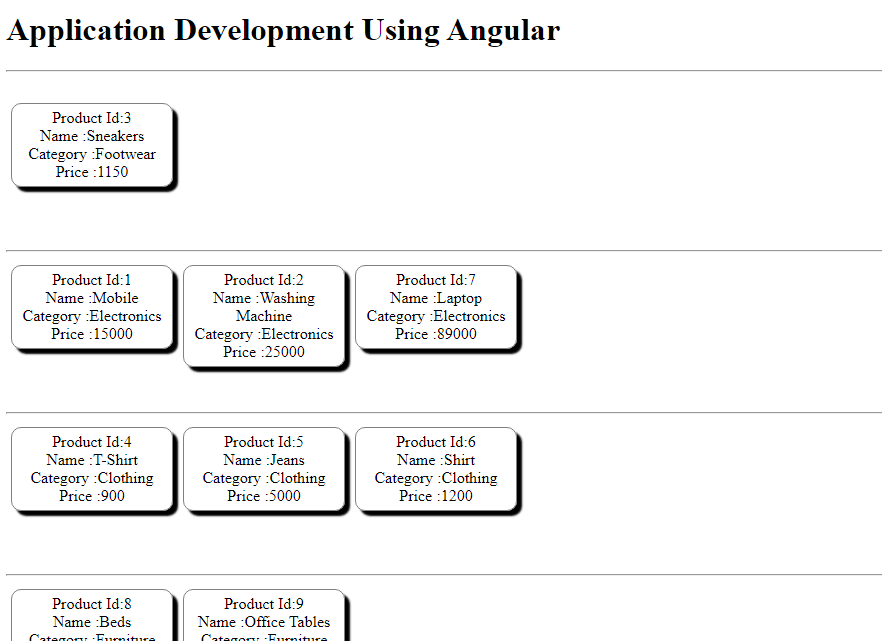 Application Development Using Angular
Product Id:3
Name :Sneakers
Category :Footwear
Price :1150
Product Id:1
Name :Mobile
Category :Electronics
Price :15000
Product Id:2
Name :Washing
Machine
Category :Electronics
Price :25000
Product Id:7
Name :Laptop
Category :Electronics
Price :89000
Product Id:4
Name :T-Shirt
Category :Clothing
Price :900
Product Id:5
Name :Jeans
Category :Clothing
Price :5000
Product Id:6
Name :Shirt
Category :Clothing
Price :1200
Product Id:8
Name :Beds
Category :Furniture
Product Id:9
Name :Office Tables
Category :Furniture